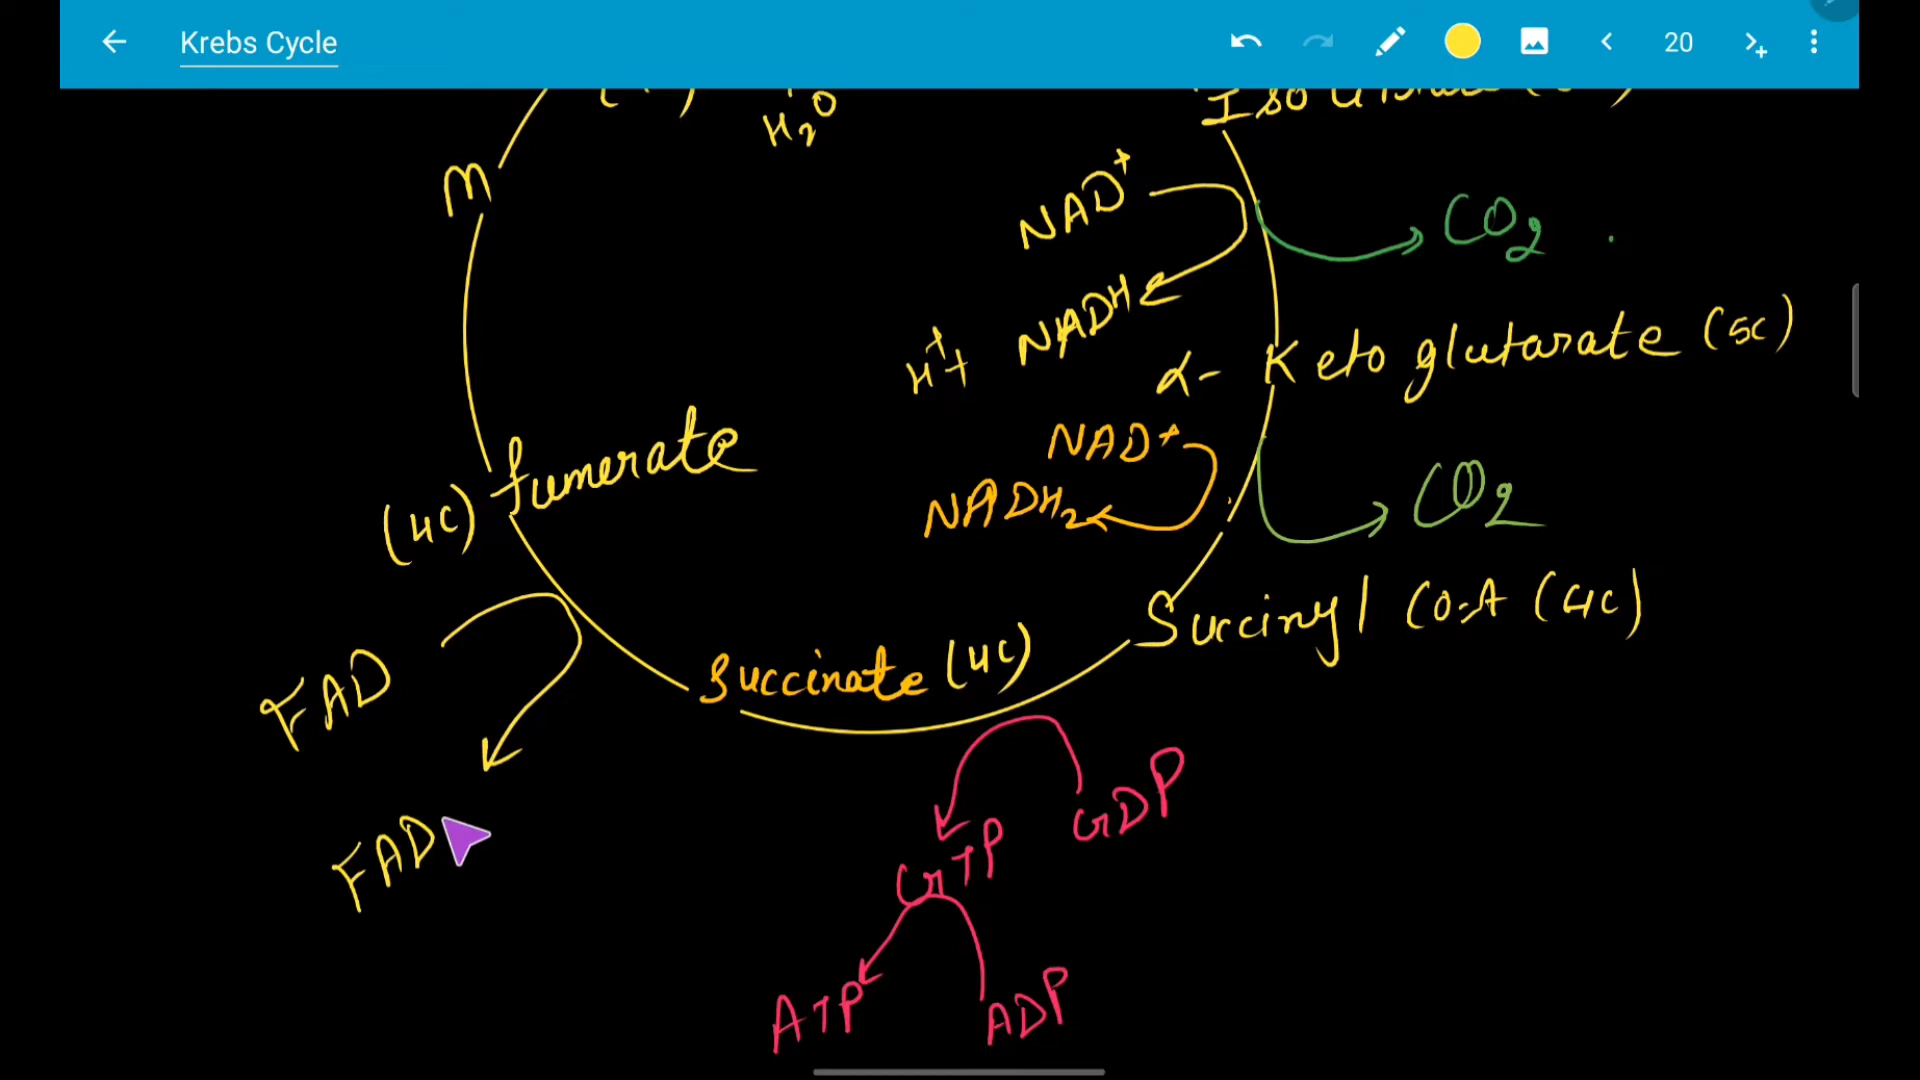 Krebs Cycle
20
H2O
M
NAD+
CO2
H+ + NADH
α- Keto glutarate (5C)
NAD+
NADH2
CO2
fumerate
(4C)
Succinyl CO-A (4C)
Succinate (4C)
FAD
GDP
FAD
GTP
ATP
ADP